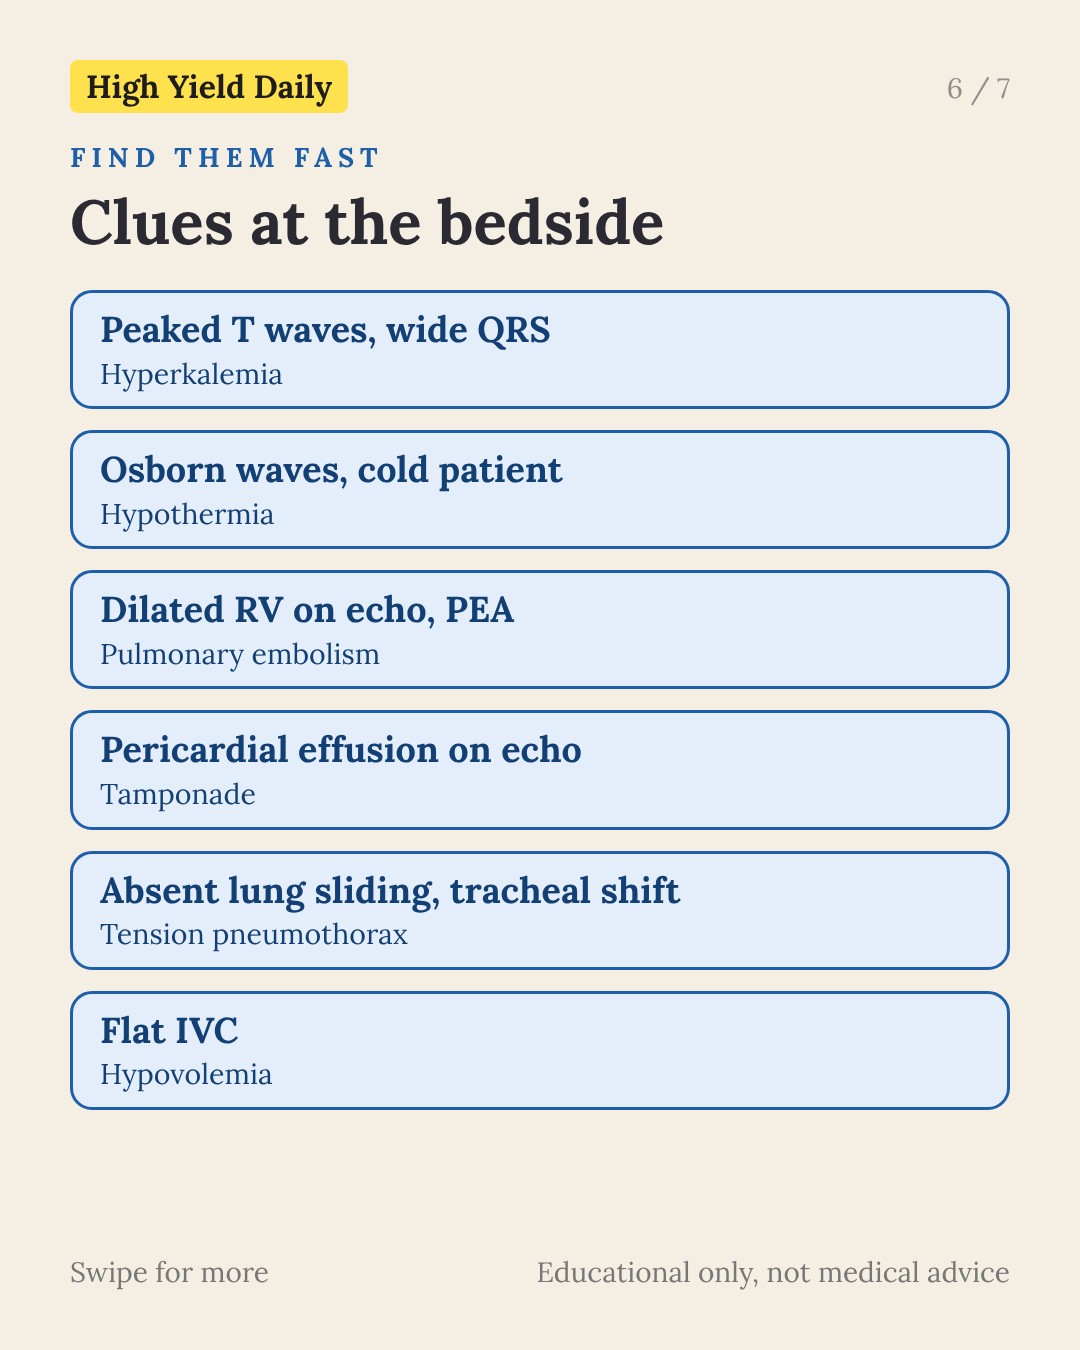 High Yield Daily
6 / 7
FIND THEM FAST
Clues at the bedside
Peaked T waves, wide QRS
Hyperkalemia
Osborn waves, cold patient
Hypothermia
Dilated RV on echo, PEA
Pulmonary embolism
Pericardial effusion on echo
Tamponade
Absent lung sliding, tracheal shift
Tension pneumothorax
Flat IVC
Hypovolemia
Swipe for more
Educational only, not medical advice